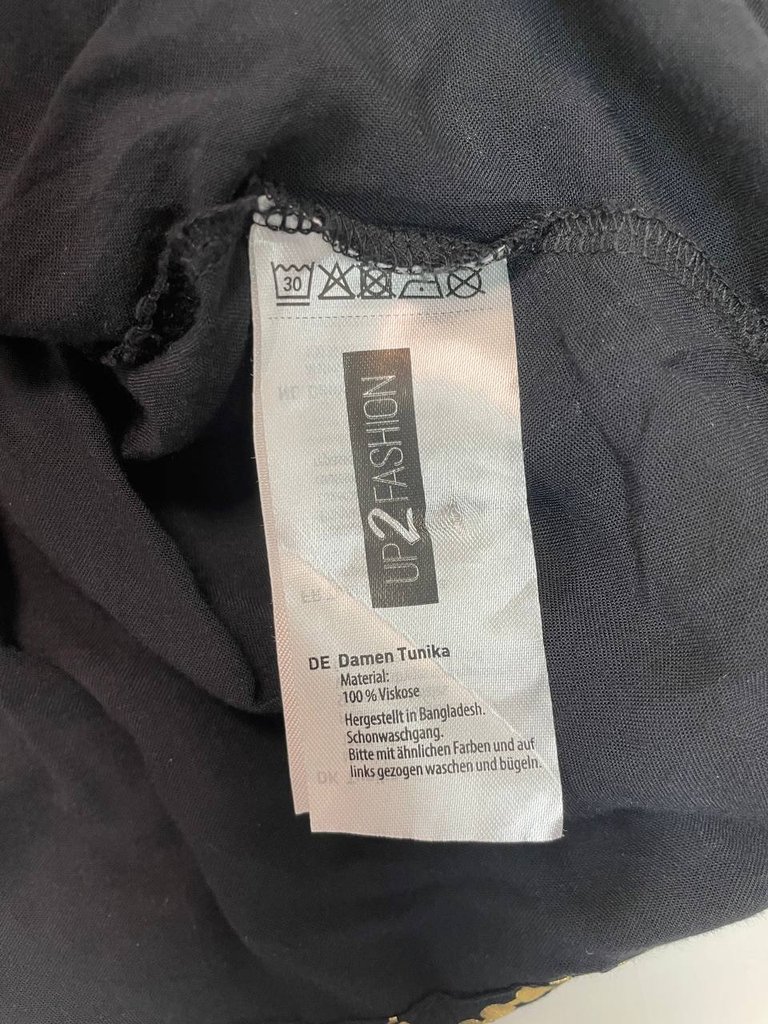 30
UP2FASHION
DE Damen Tunika
Material:
100 % Viskose
Hergestellt in Bangladesh.
Schonwaschgang.
Bitte mit ähnlichen Farben und auf
links gezogen waschen und bügeln.